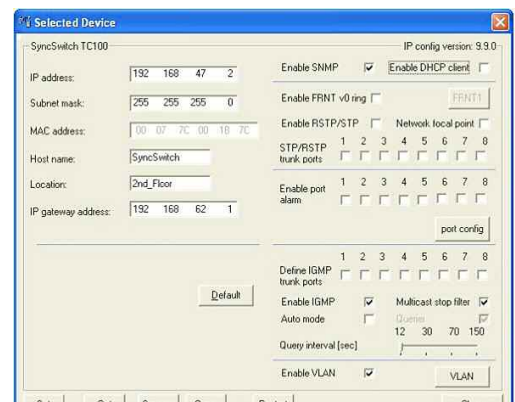 Selected Device
SyncSwitch TC100
IP config version: 9.9.0
IP address: 192 168 47 2
Subnet mask: 255 255 255 0
MAC address: 00 07 7C 00 1B 7C
Host name: SyncSwitch
Location: 2nd_Floor
IP gateway address: 192 168 62 1
Default
Enable SNMP
Enable DHCP client
Enable FRNT v0 ring
FRNT1
Enable RSTP/STP
Network focal point
1 2 3 4 5 6 7 8
STP/RSTP
trunk ports
1 2 3 4 5 6 7 8
Enable port
alarm
port config
1 2 3 4 5 6 7 8
Define IGMP
trunk ports
Enable IGMP
Multicast stop filter
Auto mode
Querier
12 30 70 150
Query interval [sec]
Enable VLAN
VLAN